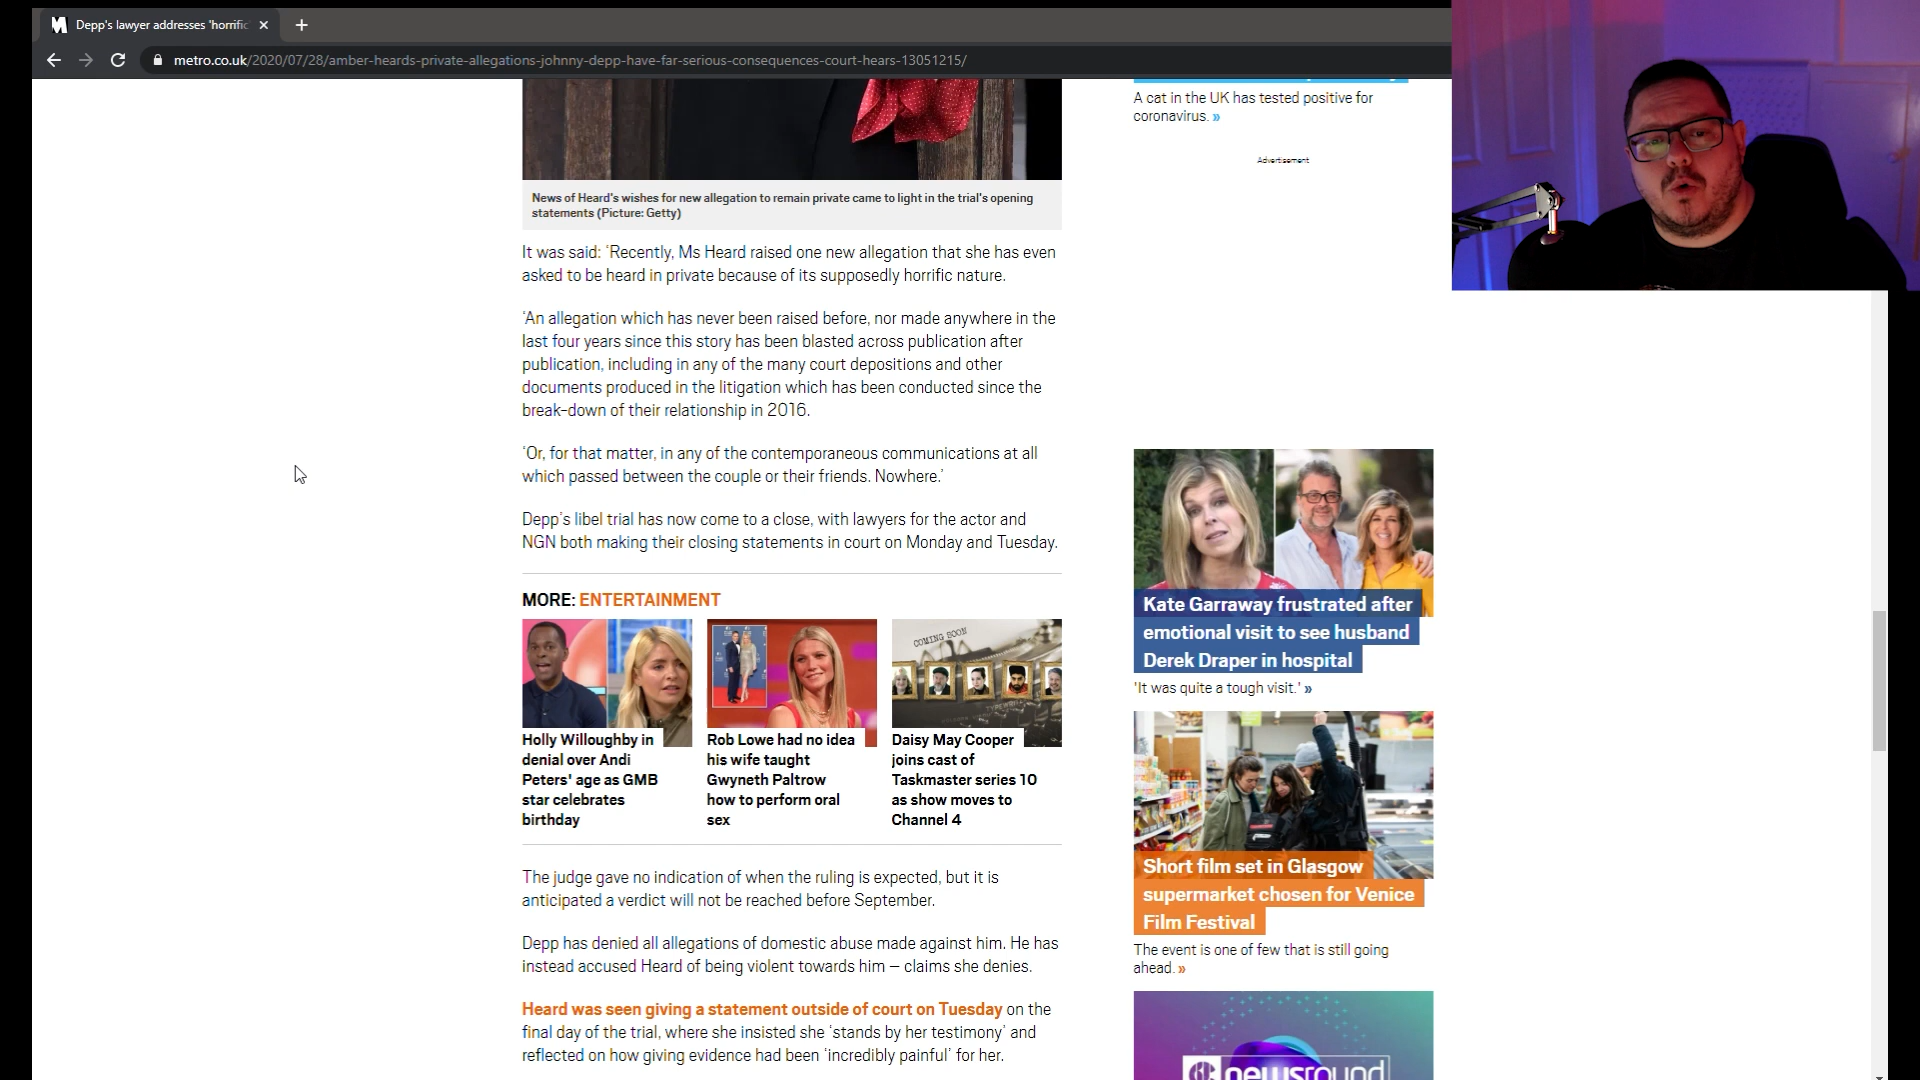 Depp's lawyer addresses 'horrific
metro.co.uk/2020/07/28/amber-heards-private-allegations-johnny-depp-have-far-serious-consequences-court-hears-13051215/
News of Heard's wishes for new allegation to remain private came to light in the trial's opening
statements (Picture: Getty)
It was said: ‘Recently, Ms Heard raised one new allegation that she has even
asked to be heard in private because of its supposedly horrific nature.
‘An allegation which has never been raised before, nor made anywhere in the
last four years since this story has been blasted across publication after
publication, including in any of the many court depositions and other
documents produced in the litigation which has been conducted since the
break-down of their relationship in 2016.
‘Or, for that matter, in any of the contemporaneous communications at all
which passed between the couple or their friends. Nowhere.’
Depp’s libel trial has now come to a close, with lawyers for the actor and
NGN both making their closing statements in court on Monday and Tuesday.
MORE: ENTERTAINMENT
COMING SOON
Holly Willoughby in
denial over Andi
Peters' age as GMB
star celebrates
birthday
Rob Lowe had no idea
his wife taught
Gwyneth Paltrow
how to perform oral
sex
Daisy May Cooper
joins cast of
Taskmaster series 10
as show moves to
Channel 4
The judge gave no indication of when the ruling is expected, but it is
anticipated a verdict will not be reached before September.
Depp has denied all allegations of domestic abuse made against him. He has
instead accused Heard of being violent towards him – claims she denies.
Heard was seen giving a statement outside of court on Tuesday on the
final day of the trial, where she insisted she ‘stands by her testimony’ and
reflected on how giving evidence had been ‘incredibly painful’ for her.
A cat in the UK has tested positive for
coronavirus. »
Advertisement
Kate Garraway frustrated after
emotional visit to see husband
Derek Draper in hospital
'It was quite a tough visit.' »
Short film set in Glasgow
supermarket chosen for Venice
Film Festival
The event is one of few that is still going
ahead. »
newsround